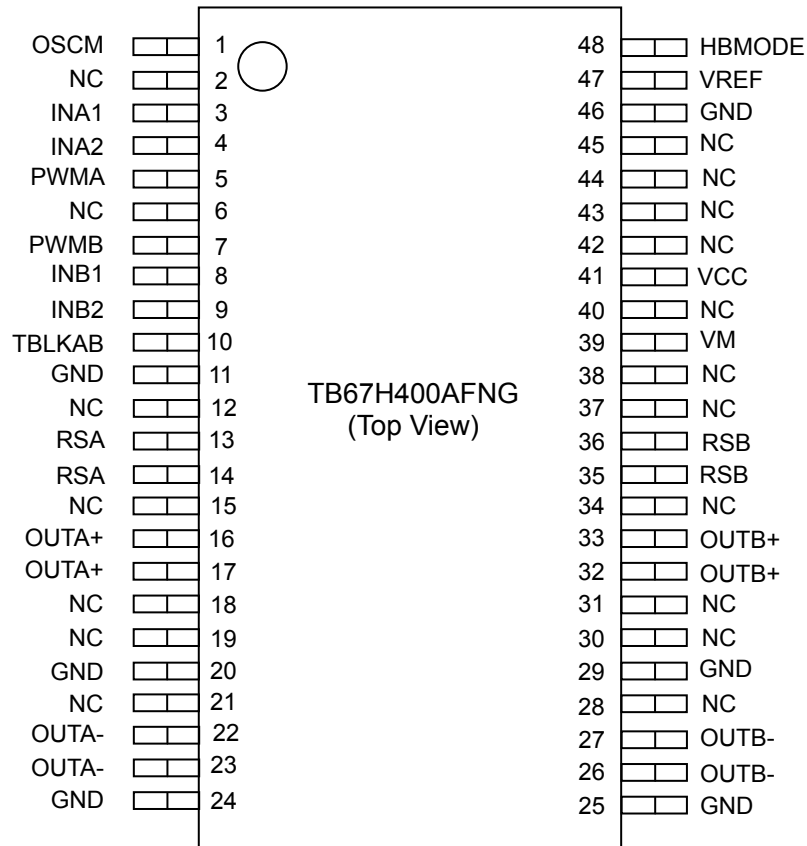 OSCM 1 48 HBMODE
NC 2 47 VREF
INA1 3 46 GND
INA2 4 45 NC
PWMA 5 44 NC
NC 6 43 NC
PWMB 7 42 NC
INB1 8 41 VCC
INB2 9 40 NC
TBLKAB 10 39 VM
GND 11 38 NC
TB67H400AFNG
NC 12 37 NC
(Top View)
RSA 13 36 RSB
RSA 14 35 RSB
NC 15 34 NC
OUTA+ 16 33 OUTB+
OUTA+ 17 32 OUTB+
NC 18 31 NC
NC 19 30 NC
GND 20 29 GND
NC 21 28 NC
OUTA- 22 27 OUTB-
OUTA- 23 26 OUTB-
GND 24 25 GND